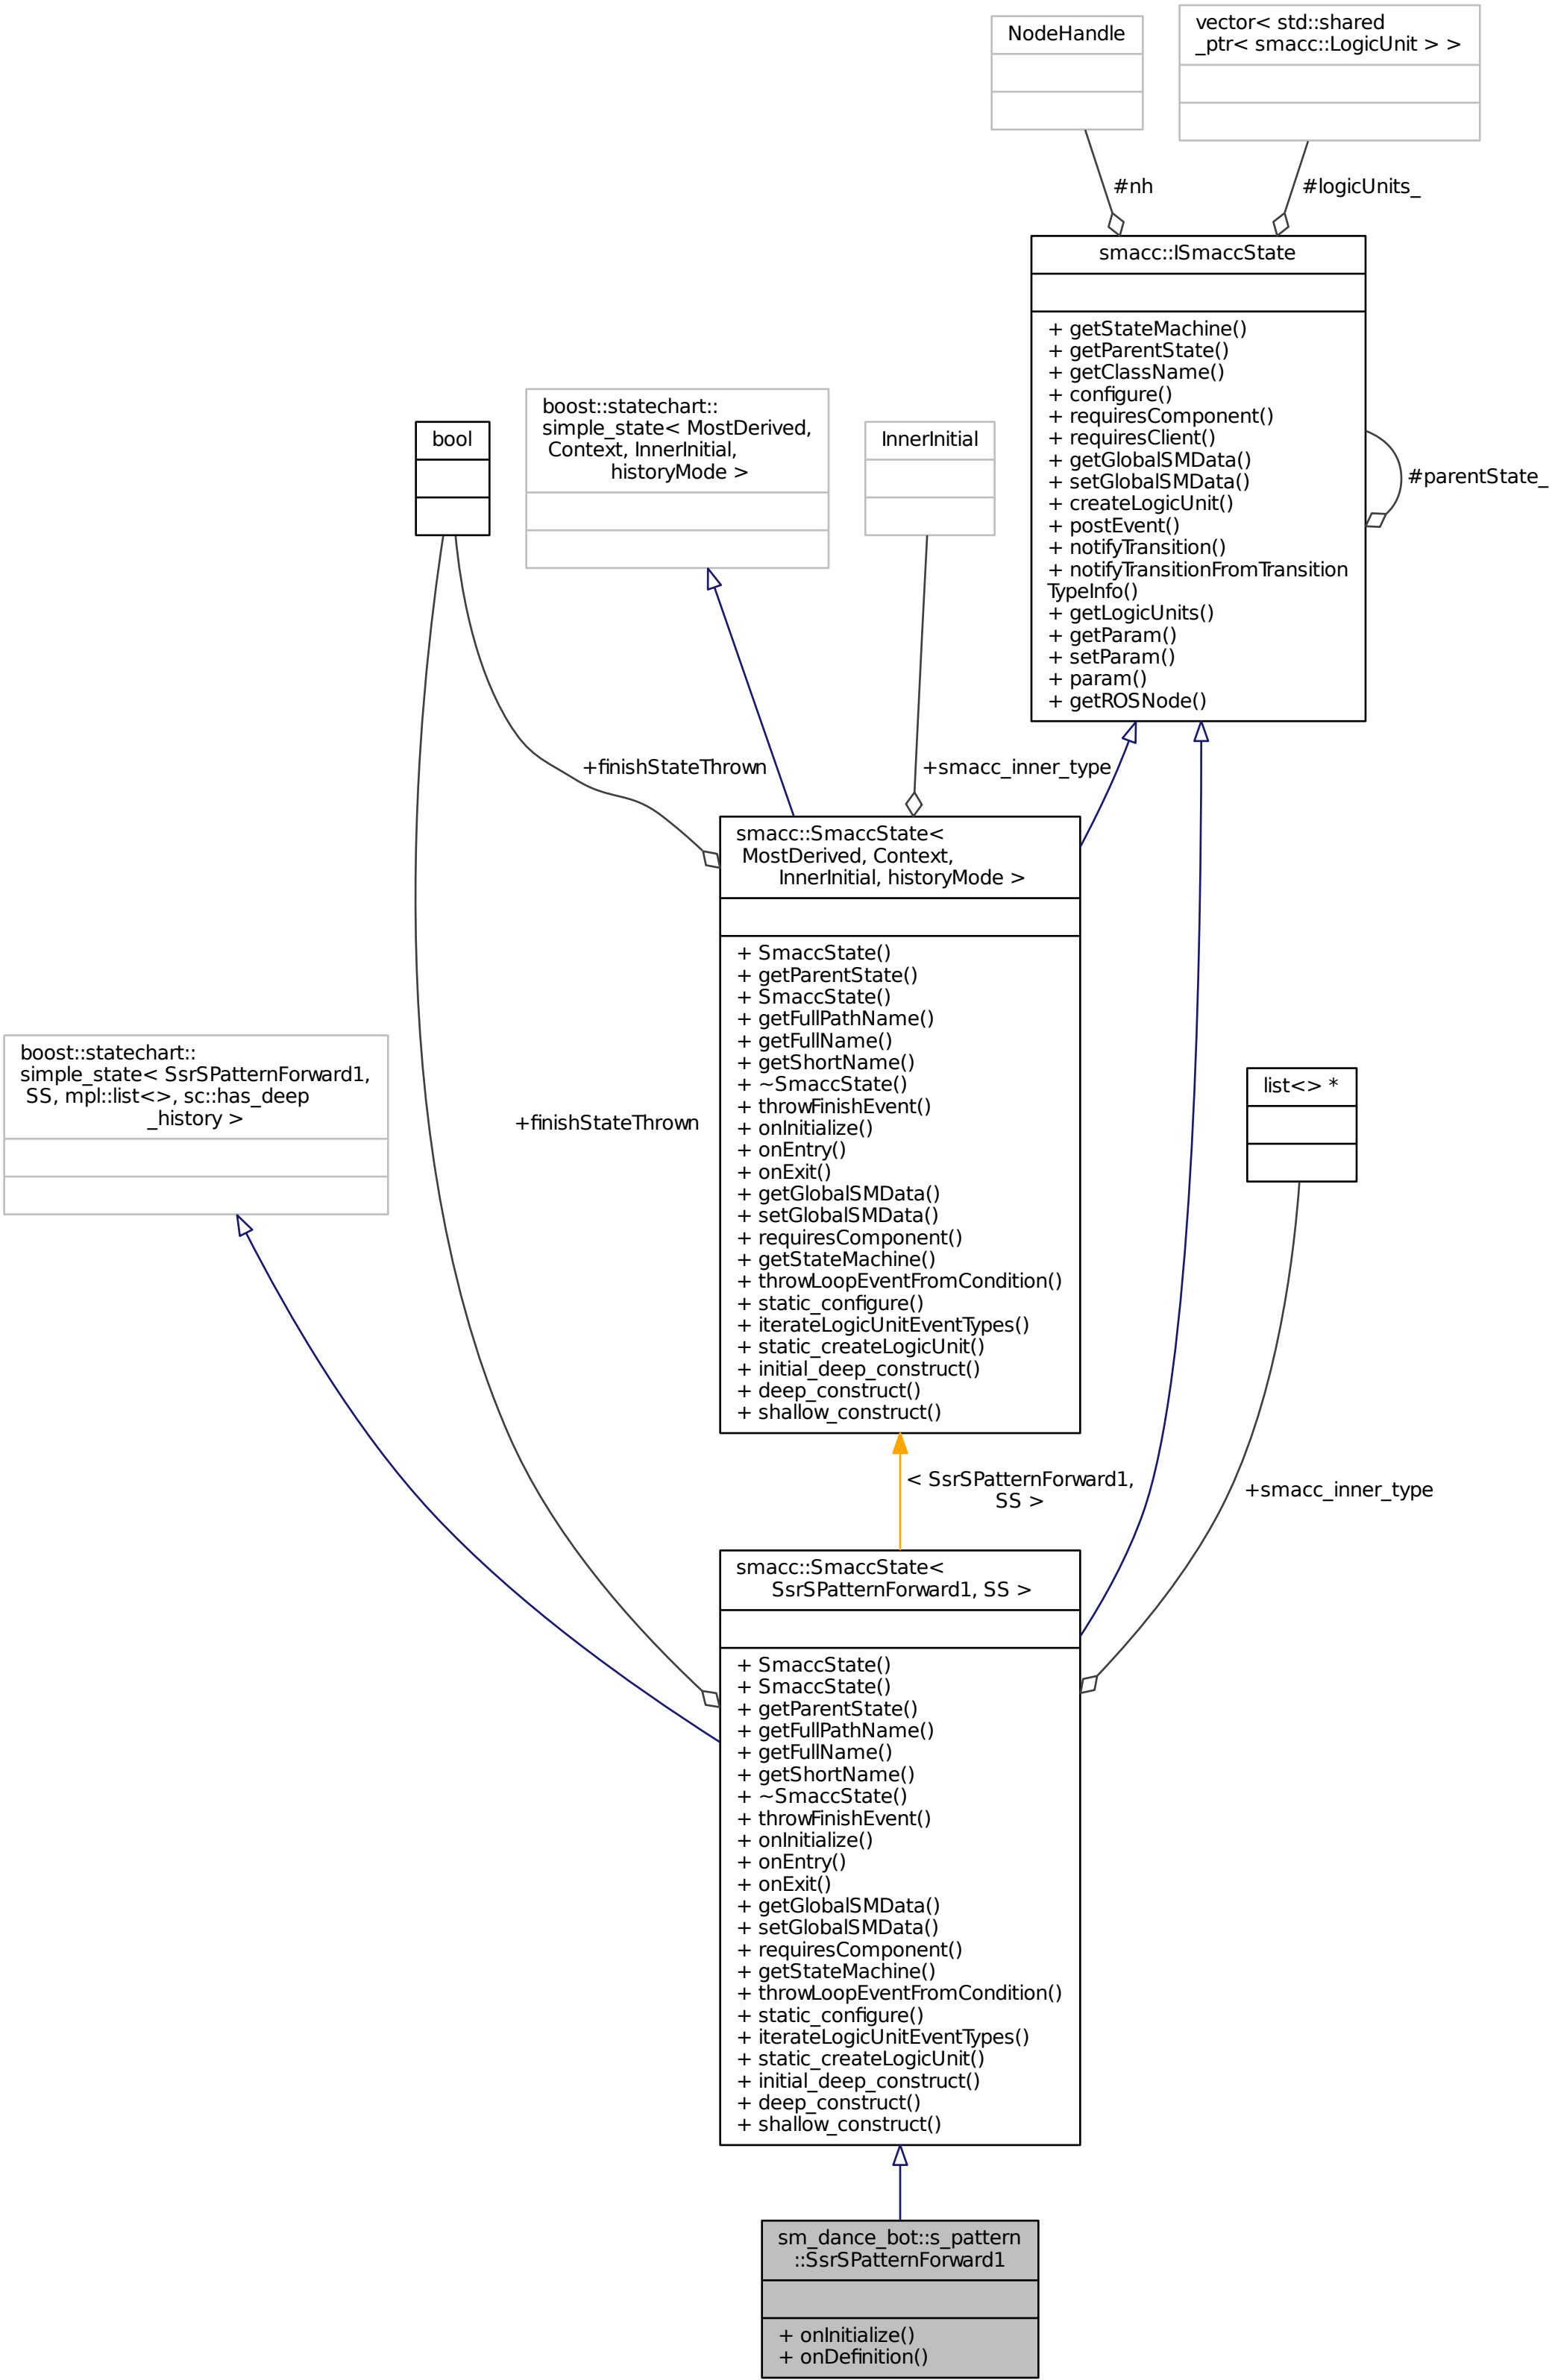 NodeHandle
vector< std::shared
_ptr< smacc::LogicUnit > >
#nh
#logicUnits_
smacc::ISmaccState
+ getStateMachine()
+ getParentState()
+ getClassName()
+ configure()
+ requiresComponent()
+ requiresClient()
+ getGlobalSMData()
+ setGlobalSMData()
+ createLogicUnit()
+ postEvent()
+ notifyTransition()
+ notifyTransitionFromTransition
TypeInfo()
+ getLogicUnits()
+ getParam()
+ setParam()
+ param()
+ getROSNode()
#parentState_
bool
boost::statechart::
simple_state< MostDerived,
Context, InnerInitial,
historyMode >
InnerInitial
+finishStateThrown
+smacc_inner_type
smacc::SmaccState<
MostDerived, Context,
InnerInitial, historyMode >
+ SmaccState()
+ getParentState()
+ SmaccState()
+ getFullPathName()
+ getFullName()
+ getShortName()
+ ~SmaccState()
+ throwFinishEvent()
+ onInitialize()
+ onEntry()
+ onExit()
+ getGlobalSMData()
+ setGlobalSMData()
+ requiresComponent()
+ getStateMachine()
+ throwLoopEventFromCondition()
+ static_configure()
+ iterateLogicUnitEventTypes()
+ static_createLogicUnit()
+ initial_deep_construct()
+ deep_construct()
+ shallow_construct()
boost::statechart::
simple_state< SsrSPatternForward1,
SS, mpl::list<>, sc::has_deep
_history >
+finishStateThrown
list<> *
< SsrSPatternForward1,
SS >
+smacc_inner_type
smacc::SmaccState<
SsrSPatternForward1, SS >
+ SmaccState()
+ SmaccState()
+ getParentState()
+ getFullPathName()
+ getFullName()
+ getShortName()
+ ~SmaccState()
+ throwFinishEvent()
+ onInitialize()
+ onEntry()
+ onExit()
+ getGlobalSMData()
+ setGlobalSMData()
+ requiresComponent()
+ getStateMachine()
+ throwLoopEventFromCondition()
+ static_configure()
+ iterateLogicUnitEventTypes()
+ static_createLogicUnit()
+ initial_deep_construct()
+ deep_construct()
+ shallow_construct()
sm_dance_bot::s_pattern
::SsrSPatternForward1
+ onInitialize()
+ onDefinition()